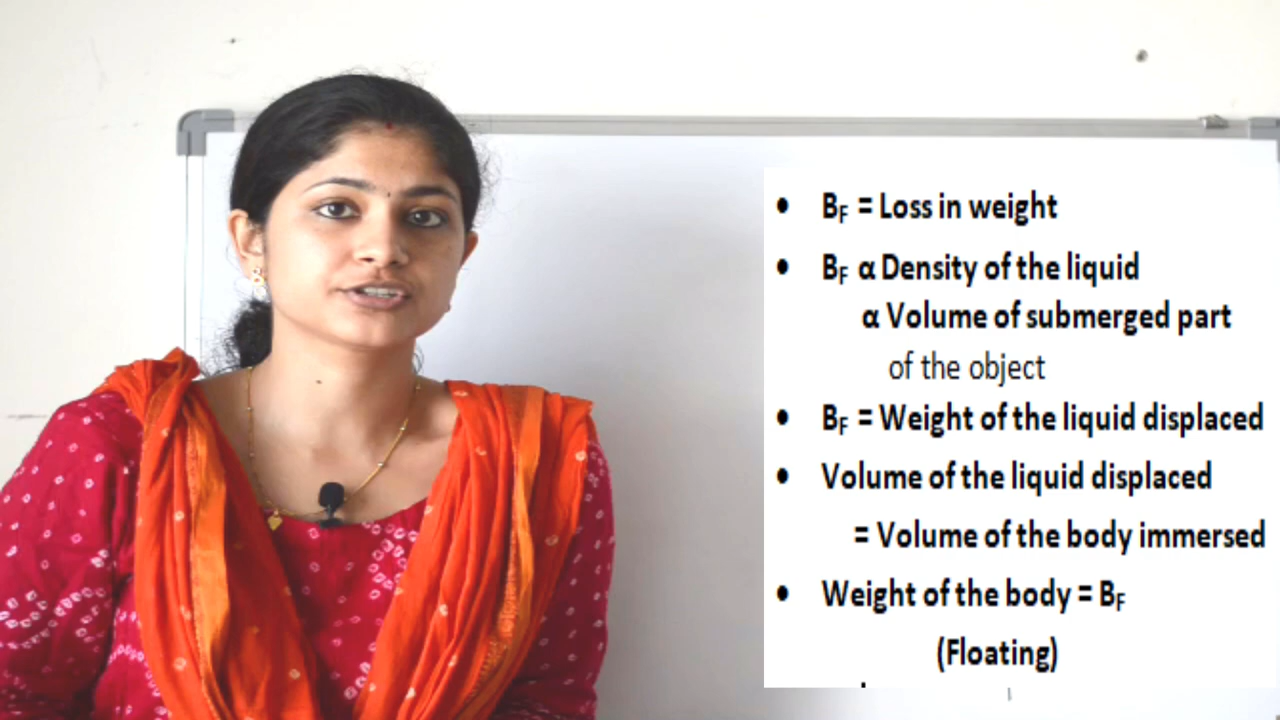 • B_F = Loss in weight
• B_F α Density of the liquid
α Volume of submerged part
of the object
• B_F = Weight of the liquid displaced
• Volume of the liquid displaced
= Volume of the body immersed
• Weight of the body = B_F
(Floating)